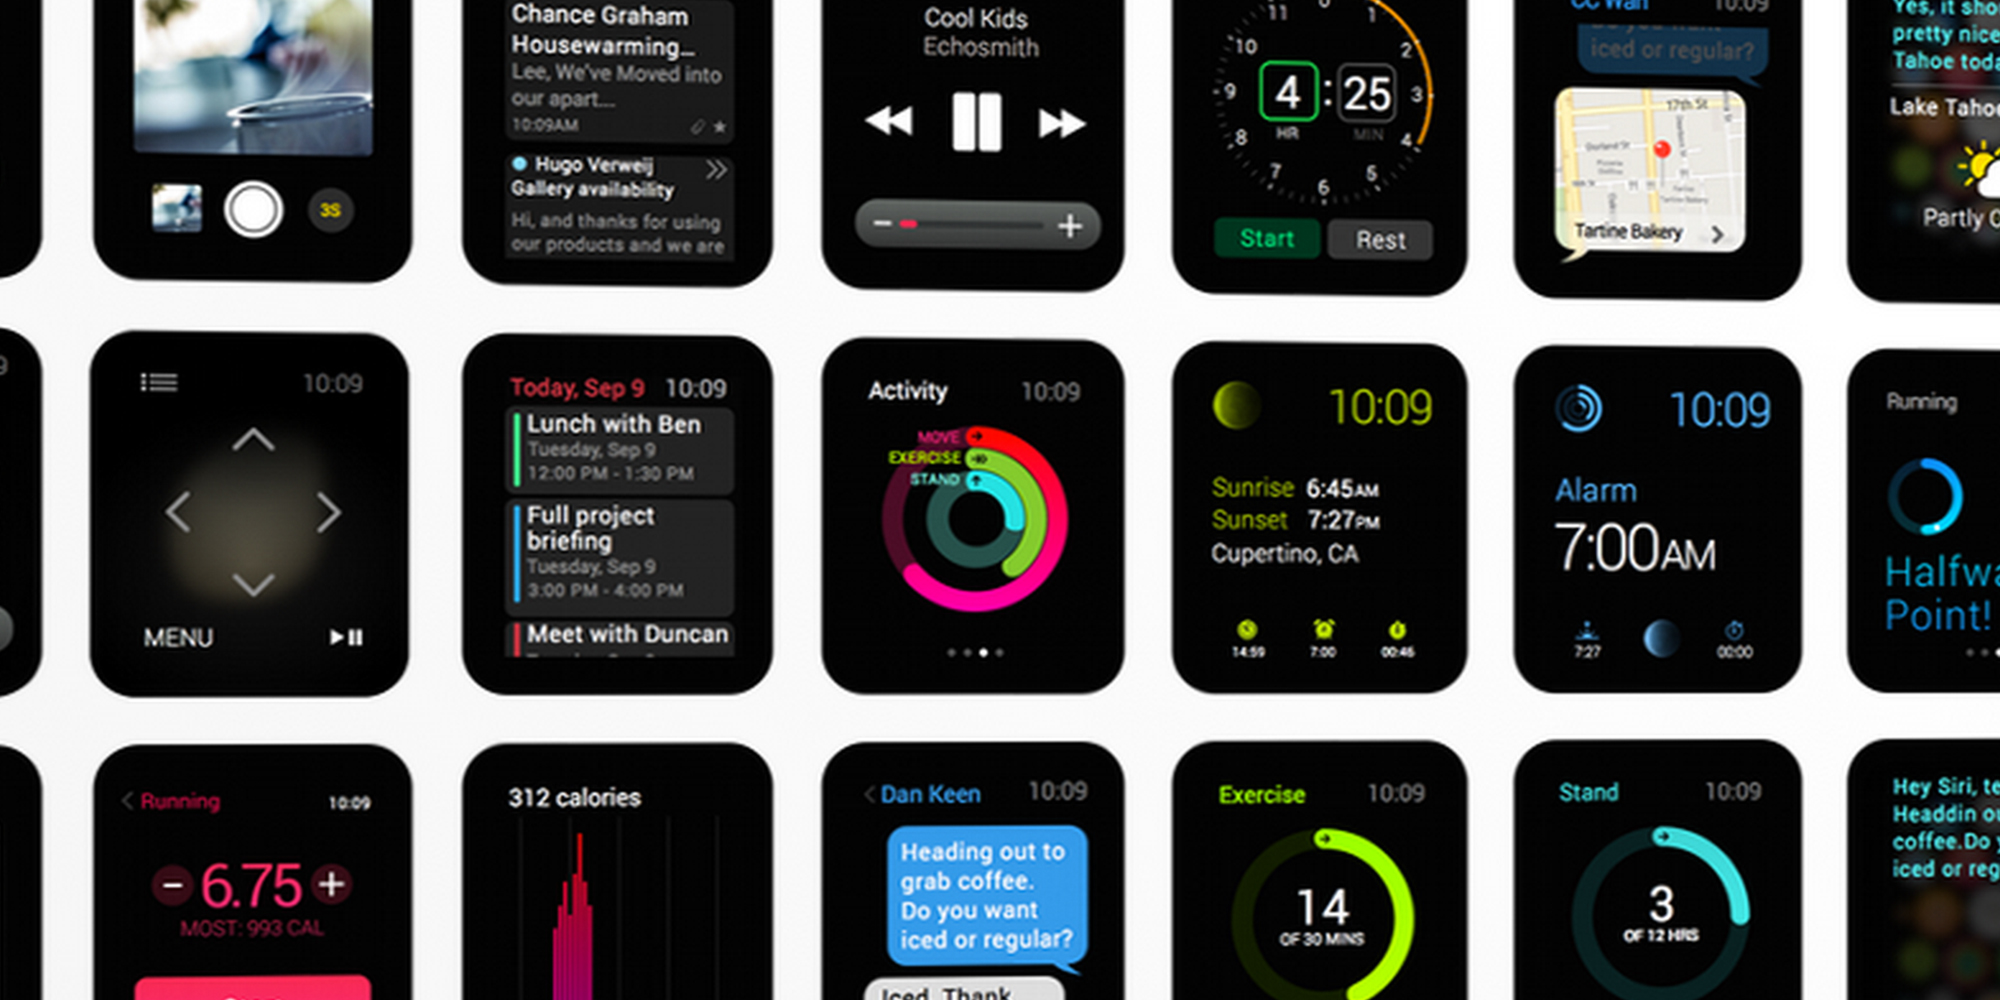 3S
Chance Graham
Housewarming...
Lee, We've Moved into
our apart...
10:09AM
Hugo Verweij
Gallery availability
Hi, and thanks for using
our products and we are
Cool Kids
Echosmith
11
1
10
2
9
3
8
4
7
5
6
4:25
HR
MIN
Start
Rest
CC Wan
10:09
Do you want
iced or regular?
17th St
Tartine Bakery
Yes, it
pretty nice
Tahoe
Lake
Partly
10:09
MENU
Today, Sep 9 10:09
Lunch with Ben
Tuesday, Sep 9
12:00 PM - 1:30 PM
Full project
briefing
Tuesday, Sep 9
3:00 PM - 4:00 PM
Meet with Duncan
Activity 10:09
MOVE
EXERCISE
STAND
10:09
Sunrise 6:45AM
Sunset 7:27PM
Cupertino, CA
14:59
7:00
00:46
10:09
Alarm
7:00AM
7:27
00:00
Running
Point!
Running 10:09
6.75
MOST: 993 CAL
312 calories
Dan Keen 10:09
Heading out to
grab coffee.
Do you want
iced or regular?
Iced. Thank
Exercise 10:09
14
OF 30 MINS
Stand 10:09
3
OF 12 HRS
Hey Siri,
Headdin
coffee.Do
iced or